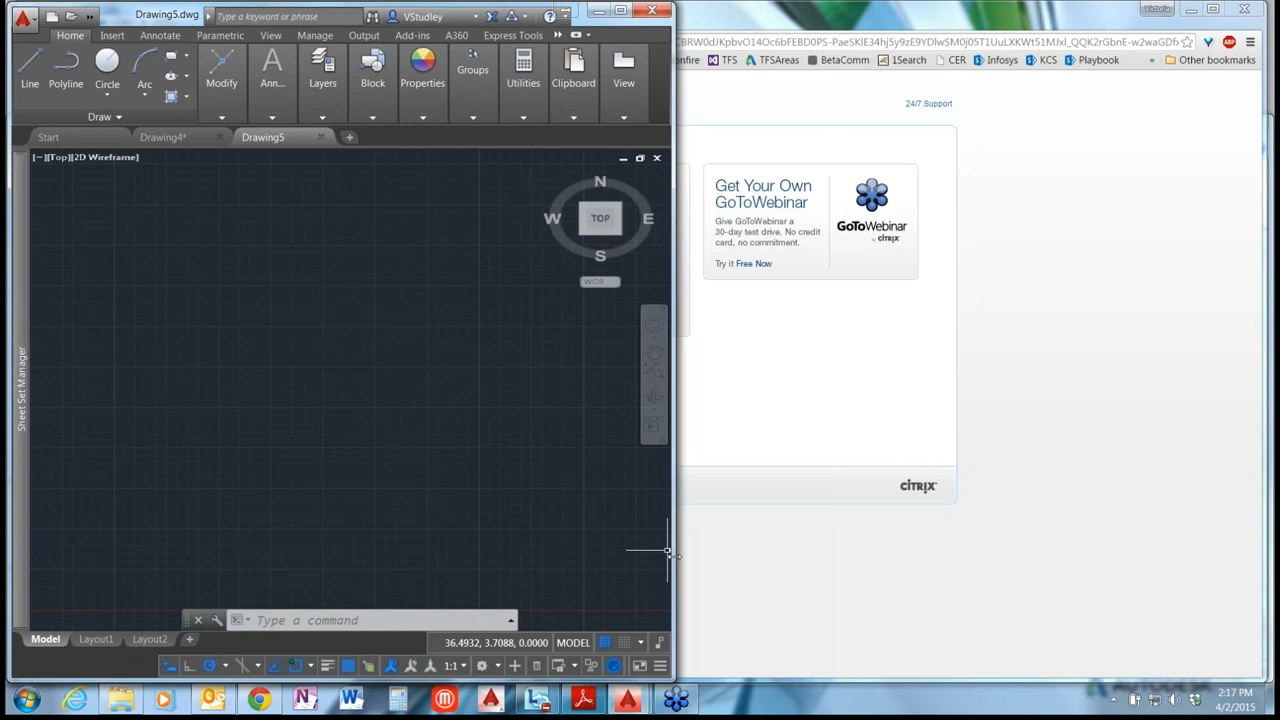 Drawing5.dwg
Type a keyword or phrase
VStudley
Victoria
Home Insert Annotate Parametric View Manage Output Add-ins A360 Express Tools
Line Polyline Circle Arc Modify Ann... Layers Block Properties Groups Utilities Clipboard View
Draw
TFS TFSAreas BetaComm 1Search CER Infosys KCS Playbook » Other bookmarks
24/7 Support
Start Drawing4* Drawing5
[−][Top][2D Wireframe]
N
W TOP E
S
WCS
Get Your Own
GoToWebinar
Give GoToWebinar a
30-day test drive. No credit
card, no commitment.
Try it Free Now
GoToWebinar
by citrix
Sheet Set Manager
citrix
Type a command
Model Layout1 Layout2
36.4932, 3.7088, 0.0000 MODEL
1:1
2:17 PM
4/2/2015